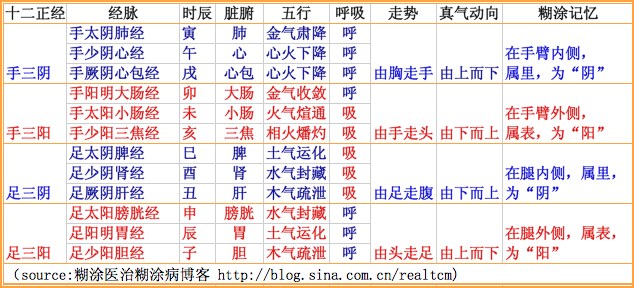 十二正经 经脉 时辰 脏腑 五行 呼吸 走势 真气动向 糊涂记忆
手太阴肺经 寅 肺 金气肃降 呼
手少阴心经 午 心 心火下降 呼
手三阴 手厥阴心包经 戌 心包 心火下降 呼 由胸走手 由上而下 在手臂内侧，属里，为“阴”
手阳明大肠经 卯 大肠 金气收敛 呼
手太阳小肠经 未 小肠 火气煊通 吸
手三阳 手少阳三焦经 亥 三焦 相火燔灼 吸 由手走头 由下而上 在手臂外侧，属表，为“阳”
足太阴脾经 巳 脾 土气运化 吸
足少阴肾经 酉 肾 水气封藏 吸
足三阴 足厥阴肝经 丑 肝 木气疏泄 吸 由足走腹 由下而上 在腿内侧，属里，为“阴”
足太阳膀胱经 申 膀胱 水气封藏 呼
足阳明胃经 辰 胃 土气运化 呼
足三阳 足少阳胆经 子 胆 木气疏泄 呼 由头走足 由上而下 在腿外侧，属表，为“阳”
（source:糊涂医治糊涂病博客 http://blog.sina.com.cn/realtcm)